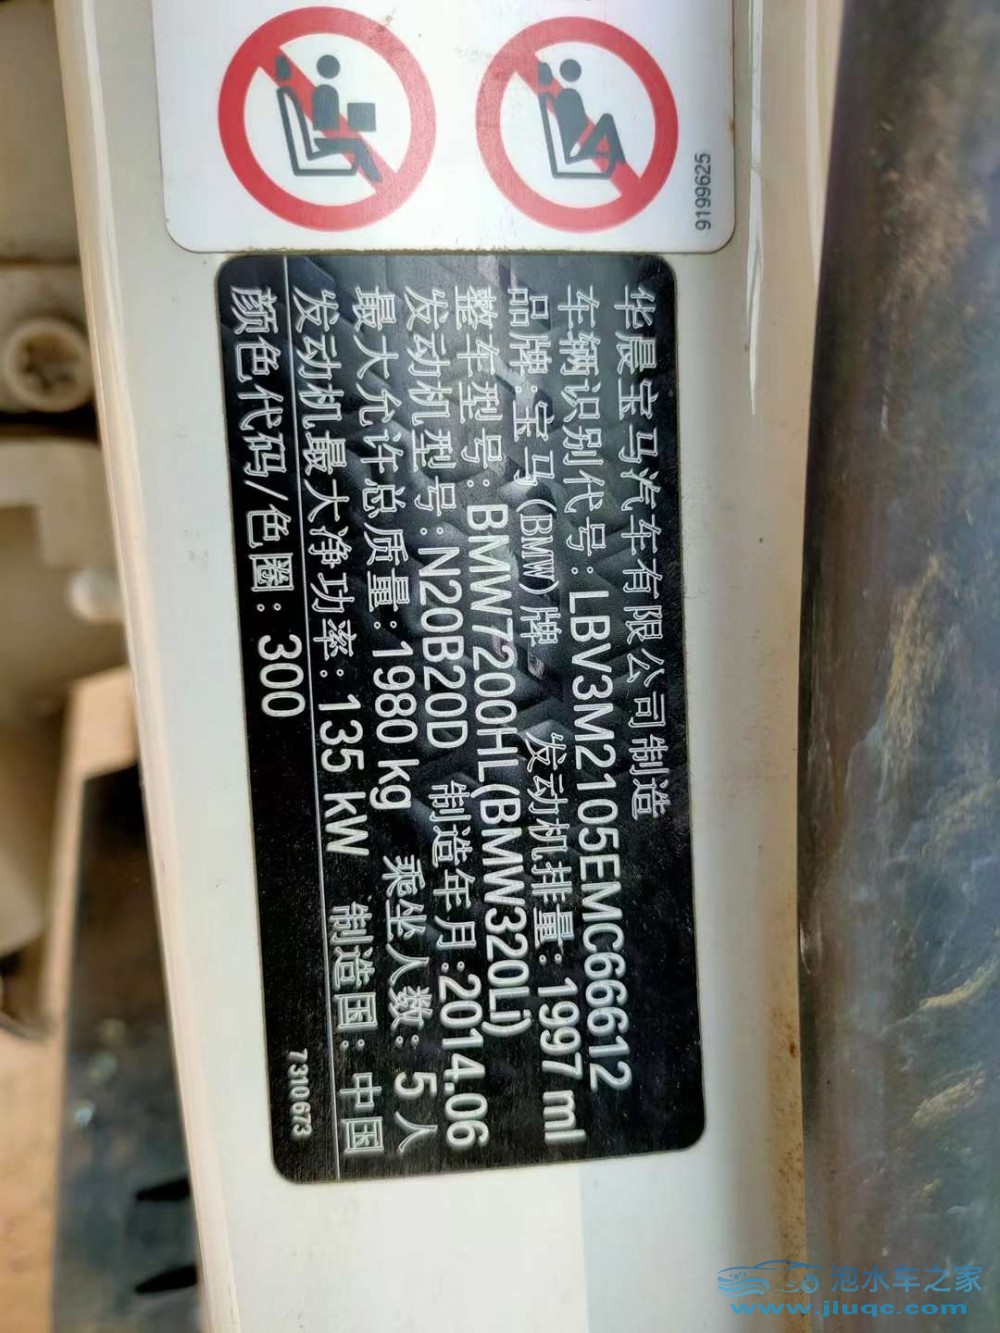 9199625
华晨宝马汽车有限公司制造
车辆识别代号:LBV3M2105EMC66612
品牌:宝马(BMW)牌 发动机排量:1997 ml
整车型号:BMW7200HL(BMW320Li)
发动机型号:N20B20D 制造年月:2014.06
最大允许总质量:1980 kg 乘坐人数:5人
发动机最大净功率:135 kW 制造国:中国
颜色代码/色圈:300
7310673
泡水车之家
www.jluqc.com